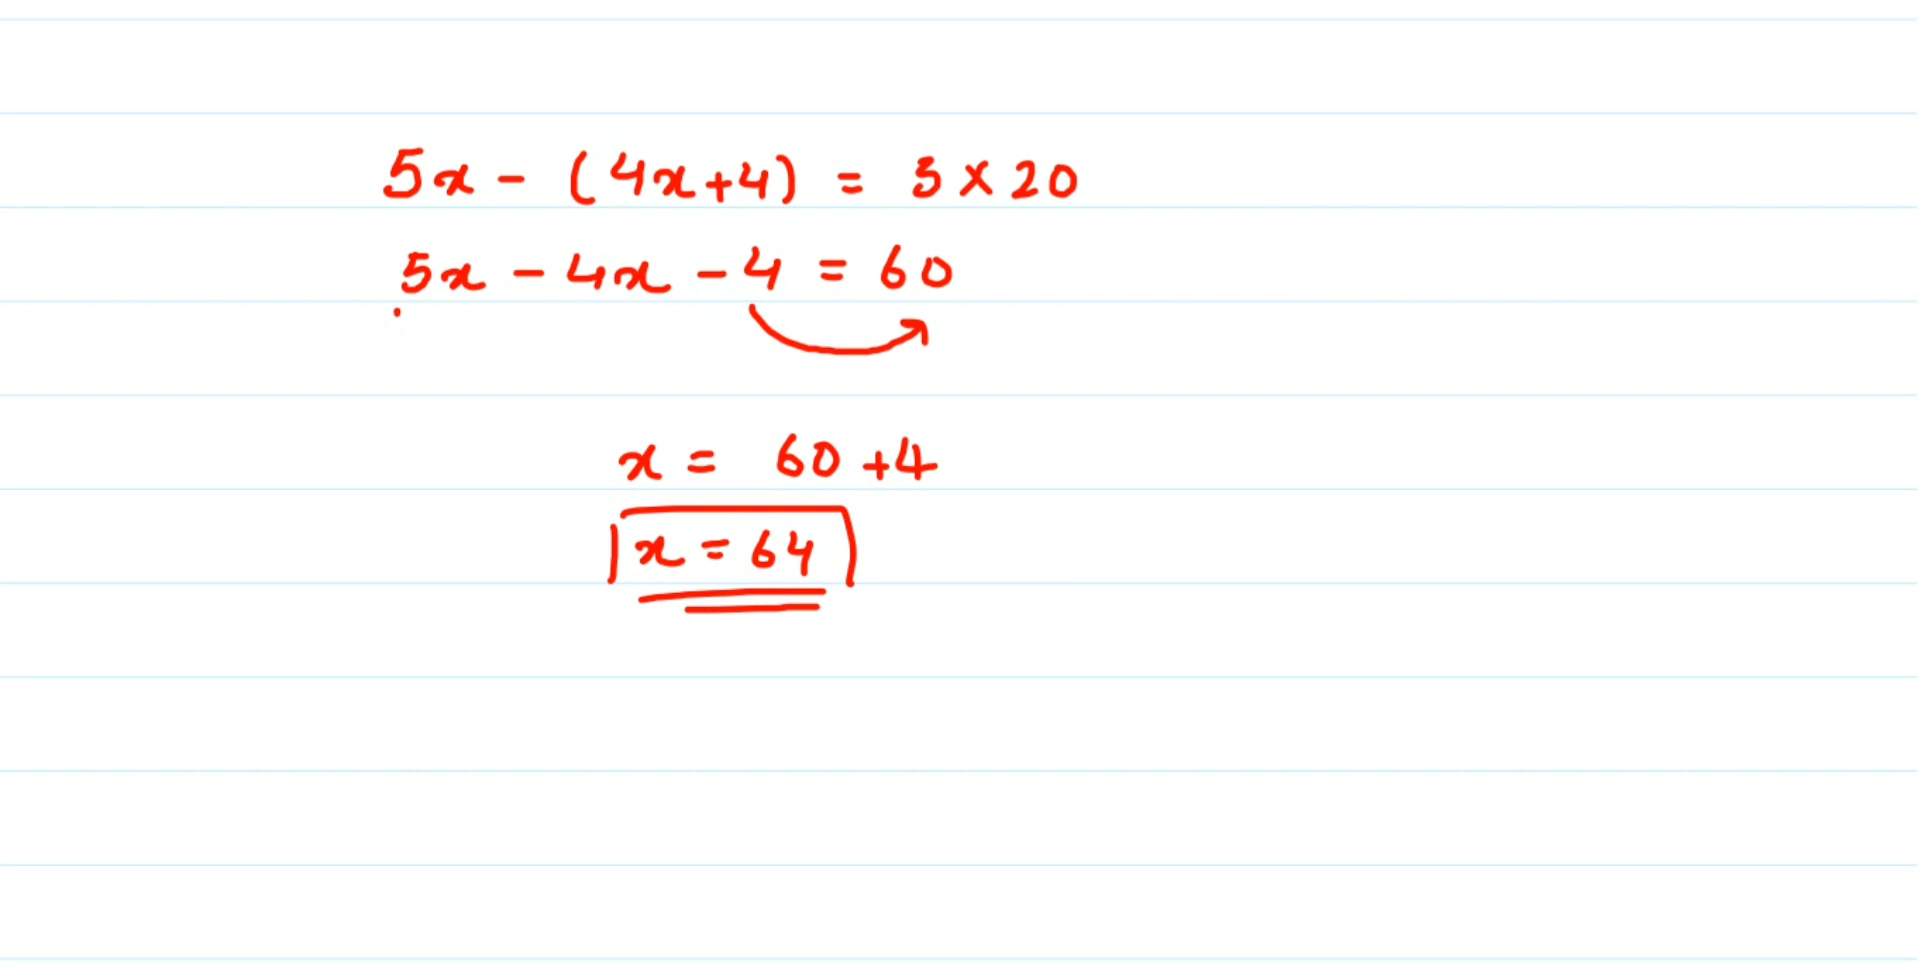 5x - (4x+4) = 3 × 20
5x - 4x - 4 = 60
x = 60 +4
x = 64